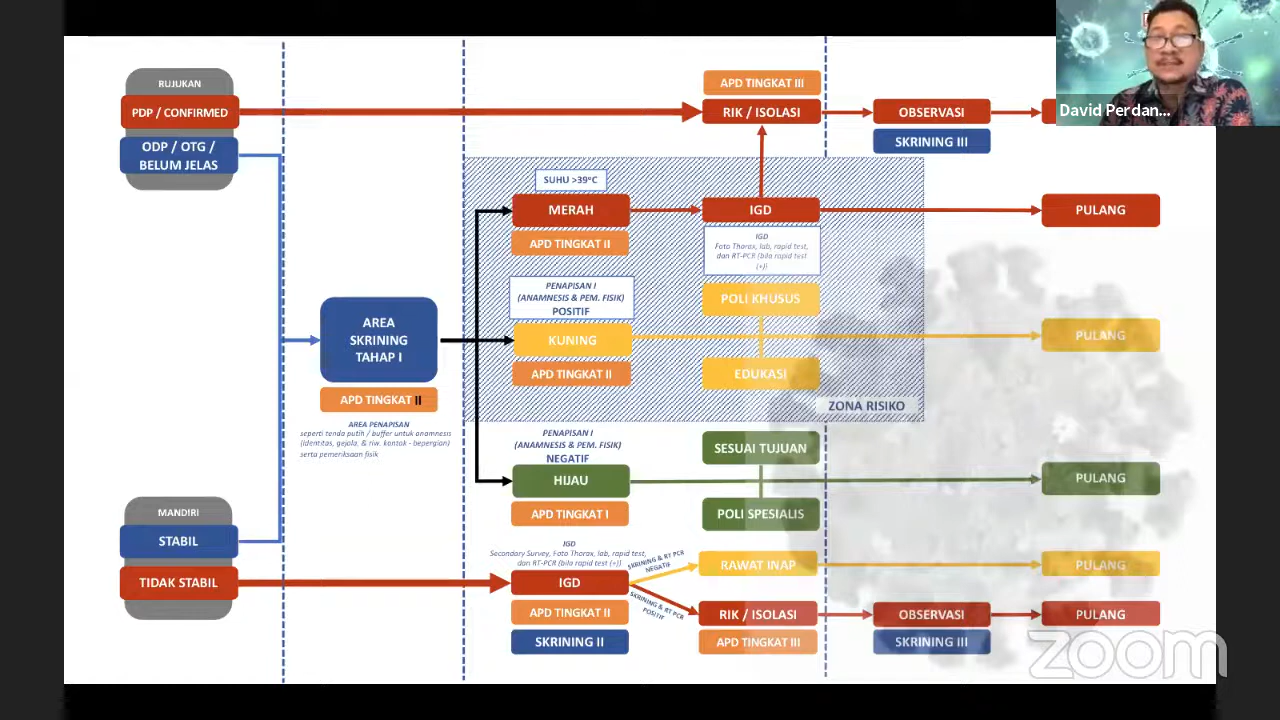 RUJUKAN
PDP / CONFIRMED
ODP / OTG /
BELUM JELAS
APD TINGKAT III
RIK / ISOLASI
OBSERVASI
SKRINING III
David Perdan...
SUHU >39°C
MERAH
APD TINGKAT II
IGD
IGD
Foto Thorax, lab, rapid test,
dan RT-PCR (bila rapid test
(+))
PULANG
PENAPISAN I
(ANAMNESIS & PEM. FISIK)
POSITIF
KUNING
APD TINGKAT II
POLI KHUSUS
EDUKASI
PULANG
ZONA RISIKO
AREA
SKRINING
TAHAP I
APD TINGKAT II
AREA PENAPISAN
seperti tenda putih / buffer untuk anamnesis
(identitas, gejala, & riw. kontak - bepergian)
serta pemeriksaan fisik
PENAPISAN I
(ANAMNESIS & PEM. FISIK)
NEGATIF
HIJAU
APD TINGKAT I
SESUAI TUJUAN
POLI SPESIALIS
PULANG
MANDIRI
STABIL
TIDAK STABIL
IGD
Secondary Survey, Foto Thorax, lab, rapid test,
dan RT-PCR (bila rapid test (+))
IGD
APD TINGKAT II
SKRINING II
SKRINING & RT PCR
NEGATIF
SKRINING & RT PCR
POSITIF
RAWAT INAP
PULANG
RIK / ISOLASI
APD TINGKAT III
OBSERVASI
SKRINING III
PULANG
zoom